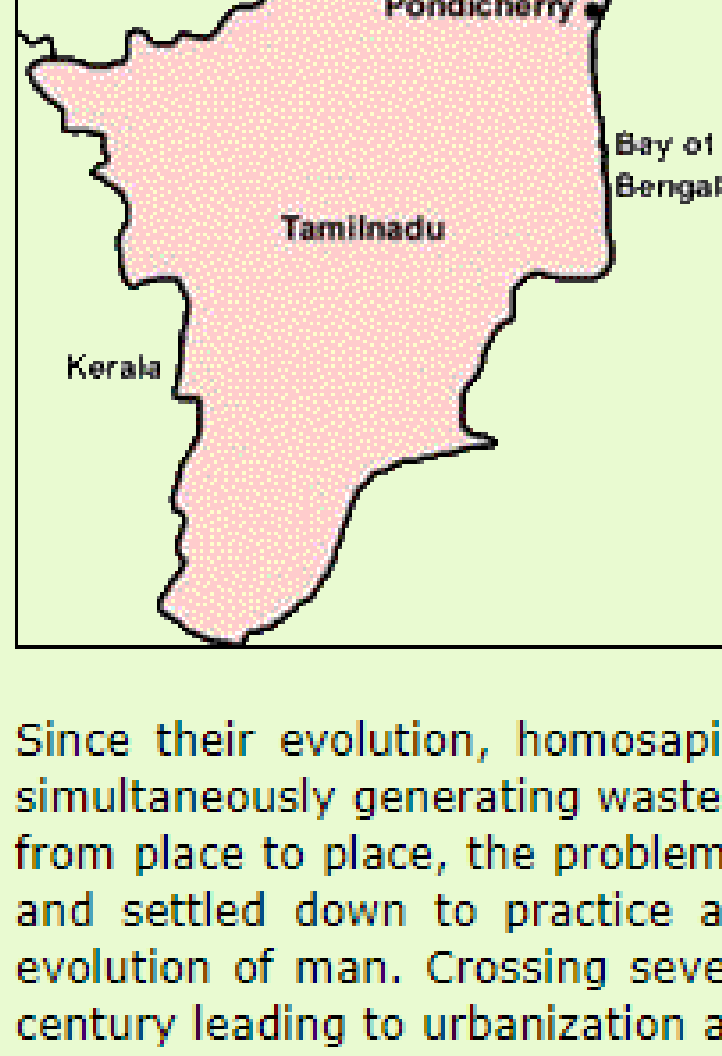 Pondicherry
Bay of
Bengal
Tamilnadu
Kerala
Since their evolution, homosapi
simultaneously generating waste
from place to place, the problem
and settled down to practice a
evolution of man. Crossing seve
century leading to urbanization a